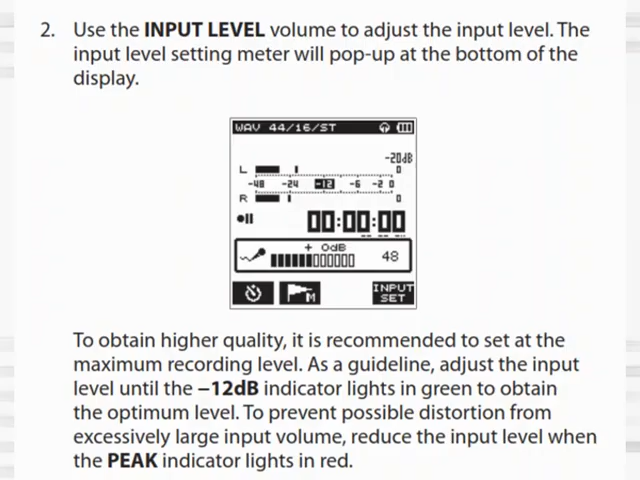 2. Use the INPUT LEVEL volume to adjust the input level. The
input level setting meter will pop-up at the bottom of the
display.
WAV 44/16/ST
-20dB
L 0
-48 -24 -12 -6 -2 0
R 0
00:00:00
+ 0dB
48
M
INPUT
SET
To obtain higher quality, it is recommended to set at the
maximum recording level. As a guideline, adjust the input
level until the –12dB indicator lights in green to obtain
the optimum level. To prevent possible distortion from
excessively large input volume, reduce the input level when
the PEAK indicator lights in red.